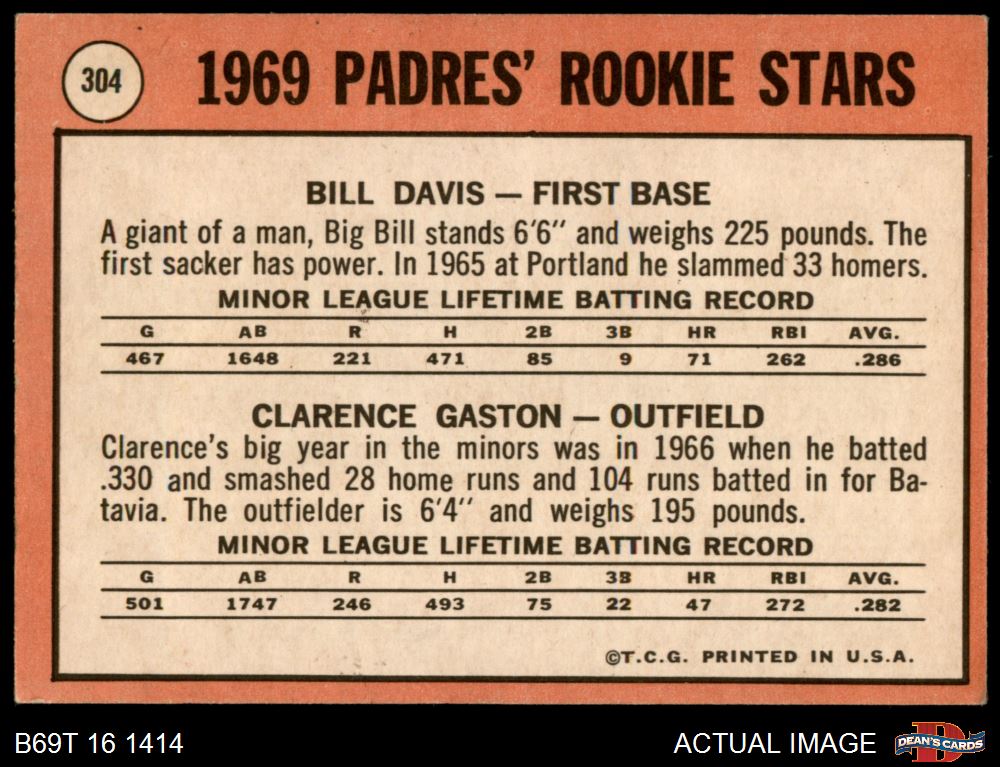 304
1969 PADRES' ROOKIE STARS
BILL DAVIS — FIRST BASE
A giant of a man, Big Bill stands 6'6" and weighs 225 pounds. The
first sacker has power. In 1965 at Portland he slammed 33 homers.
MINOR LEAGUE LIFETIME BATTING RECORD
G AB R H 2B 3B HR RBI AVG.
467 1648 221 471 85 9 71 262 .286
CLARENCE GASTON — OUTFIELD
Clarence's big year in the minors was in 1966 when he batted
.330 and smashed 28 home runs and 104 runs batted in for Ba-
tavia. The outfielder is 6'4" and weighs 195 pounds.
MINOR LEAGUE LIFETIME BATTING RECORD
G AB R H 2B 3B HR RBI AVG.
501 1747 246 493 75 22 47 272 .282
©T.C.G. PRINTED IN U.S.A.
B69T 16 1414
ACTUAL IMAGE
D
DEAN'S CARDS